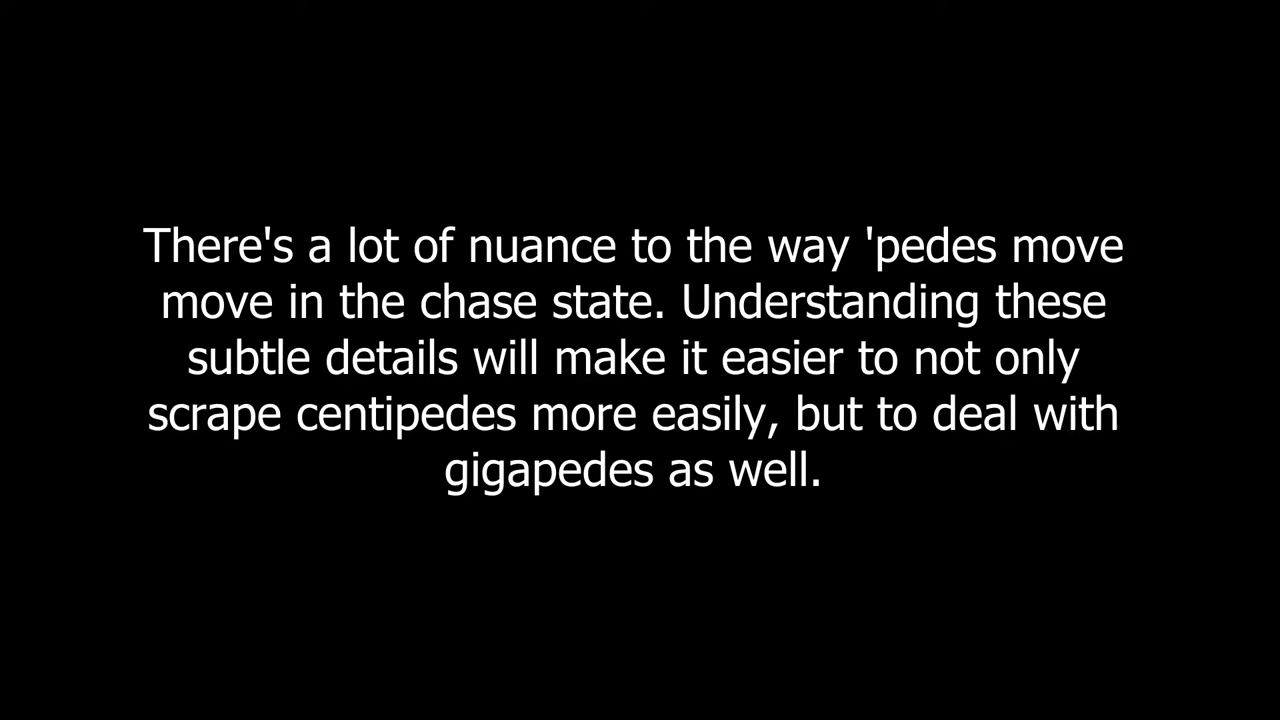 There's a lot of nuance to the way 'pedes move
move in the chase state. Understanding these
subtle details will make it easier to not only
scrape centipedes more easily, but to deal with
gigapedes as well.